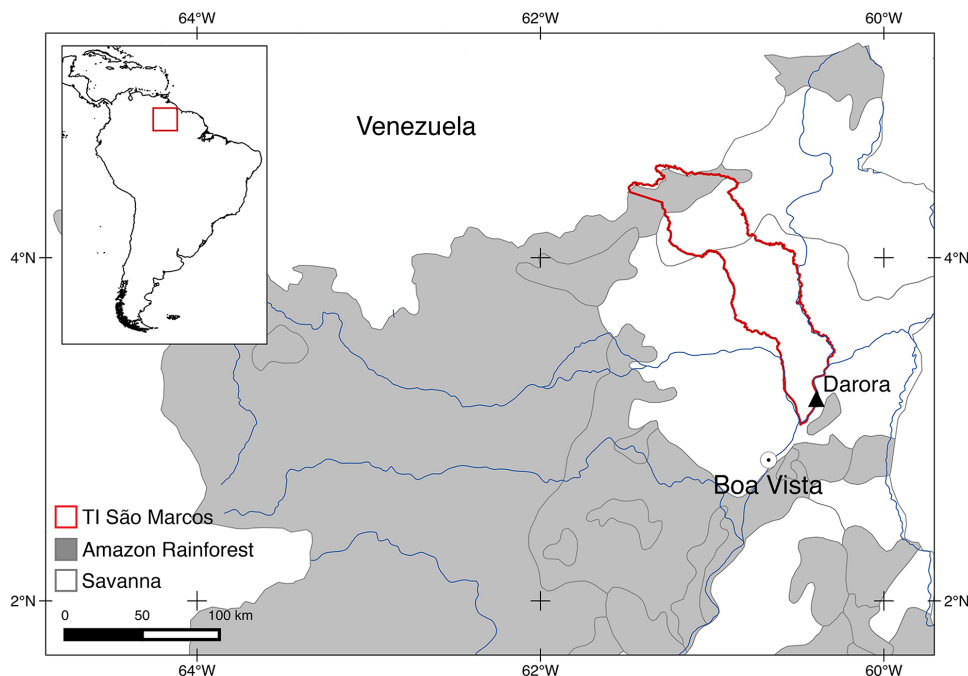 64°W 62°W 60°W
Venezuela
4°N 4°N
Darora
Boa Vista
TI São Marcos
Amazon Rainforest
Savanna
0 50 100 km
2°N 2°N
64°W 62°W 60°W